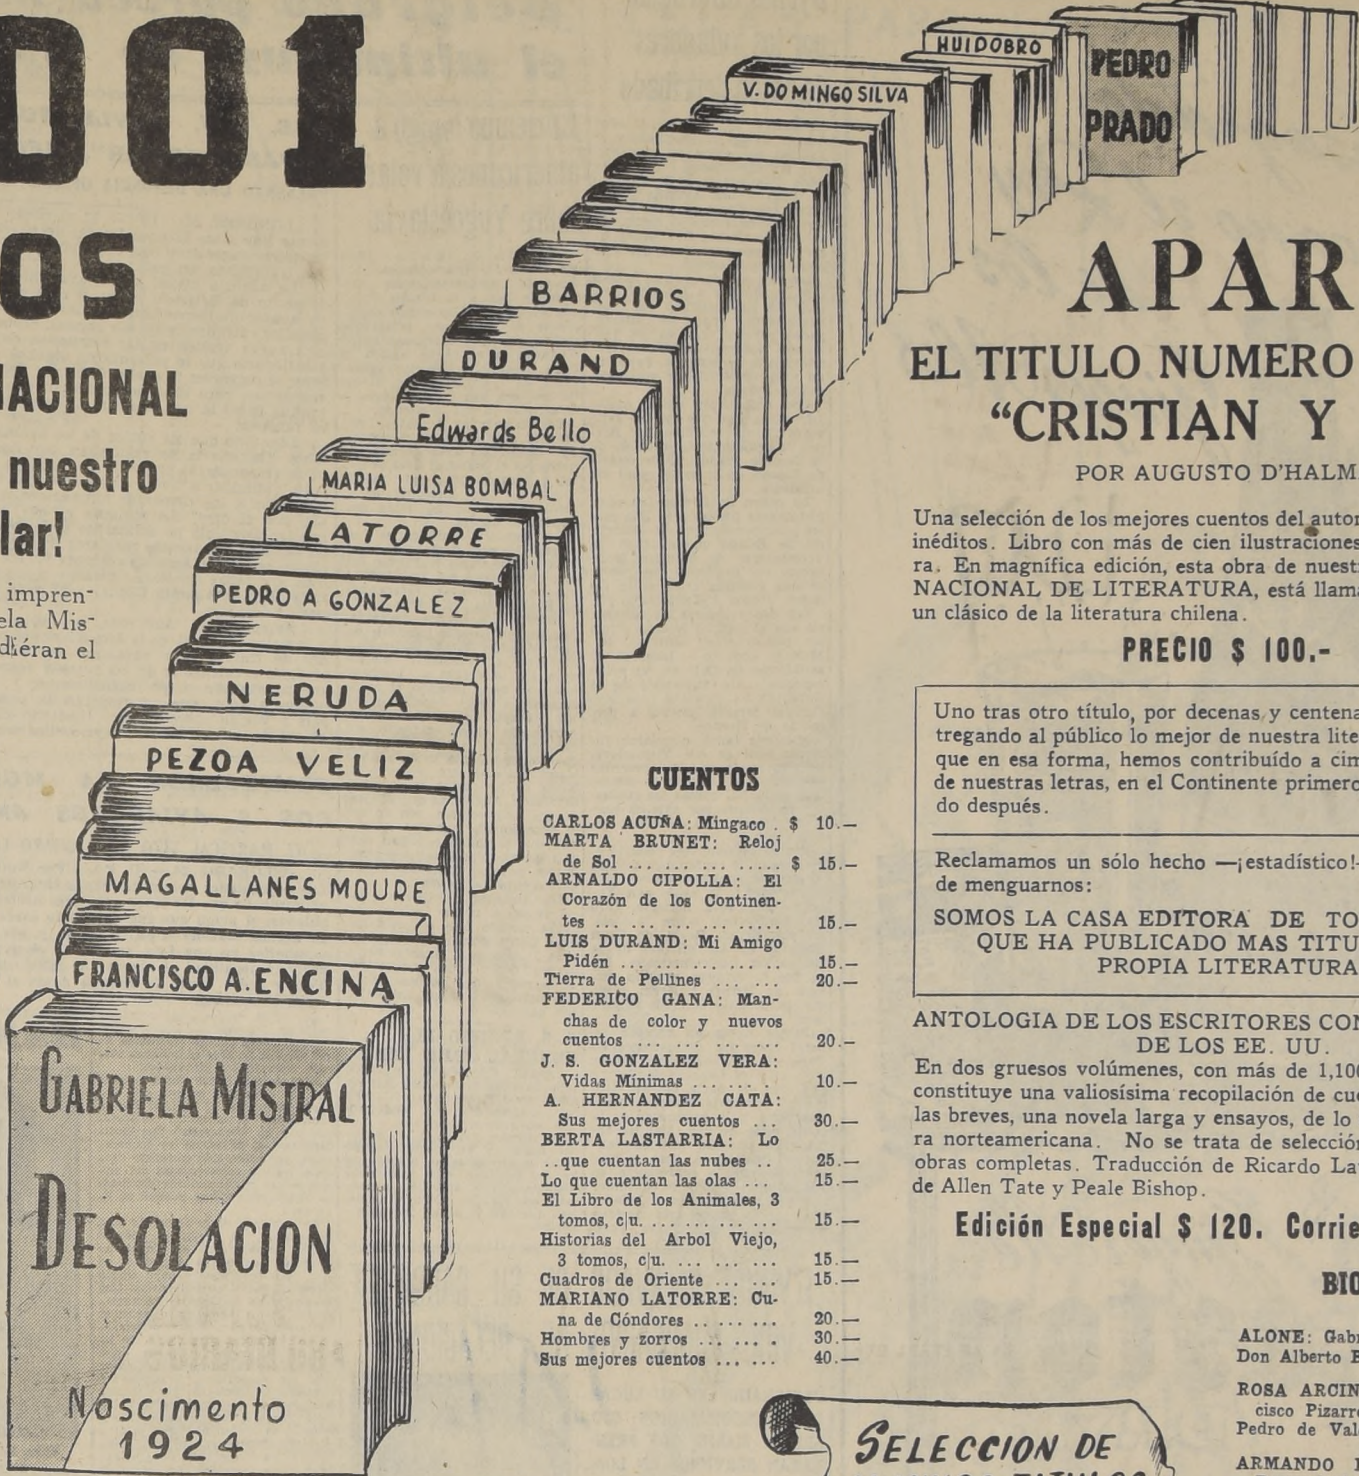 001
OS
NACIONAL
nuestro
lar!
impren-
ela Mis-
diéran el
HUIDOBRO
PEDRO
PRADO
V. DOMINGO SILVA
BARRIOS
DURAND
Edwards Bello
MARIA LUISA BOMBAL
LATORRE
PEDRO A GONZALEZ
NERUDA
PEZOA VELIZ
MAGALLANES MOURE
FRANCISCO A. ENCINA
GABRIELA MISTRAL
DESOLACION
Nascimento
1924
CUENTOS
CARLOS ACUÑA: Mingaco . $ 10.—
MARTA BRUNET: Reloj
de Sol ... ... ... ..... $ 15.—
ARNALDO CIPOLLA: El
Corazón de los Continen-
tes ... ... ... ... ..... 15.—
LUIS DURAND: Mi Amigo
Pidén ... ... ... ... .. 15.—
Tierra de Pellines ... ... 20.—
FEDERICO GANA: Man-
chas de color y nuevos
cuentos ... ... ... ... 20.—
J. S. GONZALEZ VERA:
Vidas Mínimas ... ... . 10.—
A. HERNANDEZ CATA:
Sus mejores cuentos ... 30.—
BERTA LASTARRIA: Lo
..que cuentan las nubes .. 25.—
Lo que cuentan las olas ... 15.—
El Libro de los Animales, 3
tomos, c|u. ... ... ... ... 15.—
Historias del Arbol Viejo,
3 tomos, c|u. ... ... ... 15.—
Cuadros de Oriente ... ... 15.—
MARIANO LATORRE: Cu-
na de Cóndores .. ... ... 20.—
Hombres y zorros ... ... . 30.—
Sus mejores cuentos ... ... 40.—
SELECCION DE
APAR
EL TITULO NUMERO
“CRISTIAN Y
POR AUGUSTO D'HALM
Una selección de los mejores cuentos del autor
inéditos. Libro con más de cien ilustraciones
ra. En magnífica edición, esta obra de nuest
NACIONAL DE LITERATURA, está llama
un clásico de la literatura chilena.
PRECIO $ 100.-
Uno tras otro título, por decenas y centena
tregando al público lo mejor de nuestra lite
que en esa forma, hemos contribuído a cim
de nuestras letras, en el Continente primero
do después.
Reclamamos un sólo hecho —¡estadístico!-
de menguarnos:
SOMOS LA CASA EDITORA DE TO
QUE HA PUBLICADO MAS TITU
PROPIA LITERATURA
ANTOLOGIA DE LOS ESCRITORES CON
DE LOS EE. UU.
En dos gruesos volúmenes, con más de 1,100
constituye una valiosísima recopilación de cue
las breves, una novela larga y ensayos, de lo
ra norteamericana. No se trata de selección
obras completas. Traducción de Ricardo La
de Allen Tate y Peale Bishop.
Edición Especial $ 120. Corrie
BIO
ALONE: Gabr
Don Alberto B
ROSA ARCIN
cisco Pizarro
Pedro de Val
ARMANDO